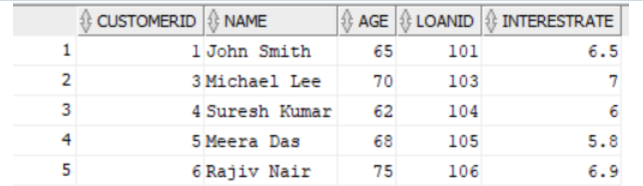 CUSTOMERID NAME AGE LOANID INTERESTRATE
1 1 John Smith 65 101 6.5
2 3 Michael Lee 70 103 7
3 4 Suresh Kumar 62 104 6
4 5 Meera Das 68 105 5.8
5 6 Rajiv Nair 75 106 6.9